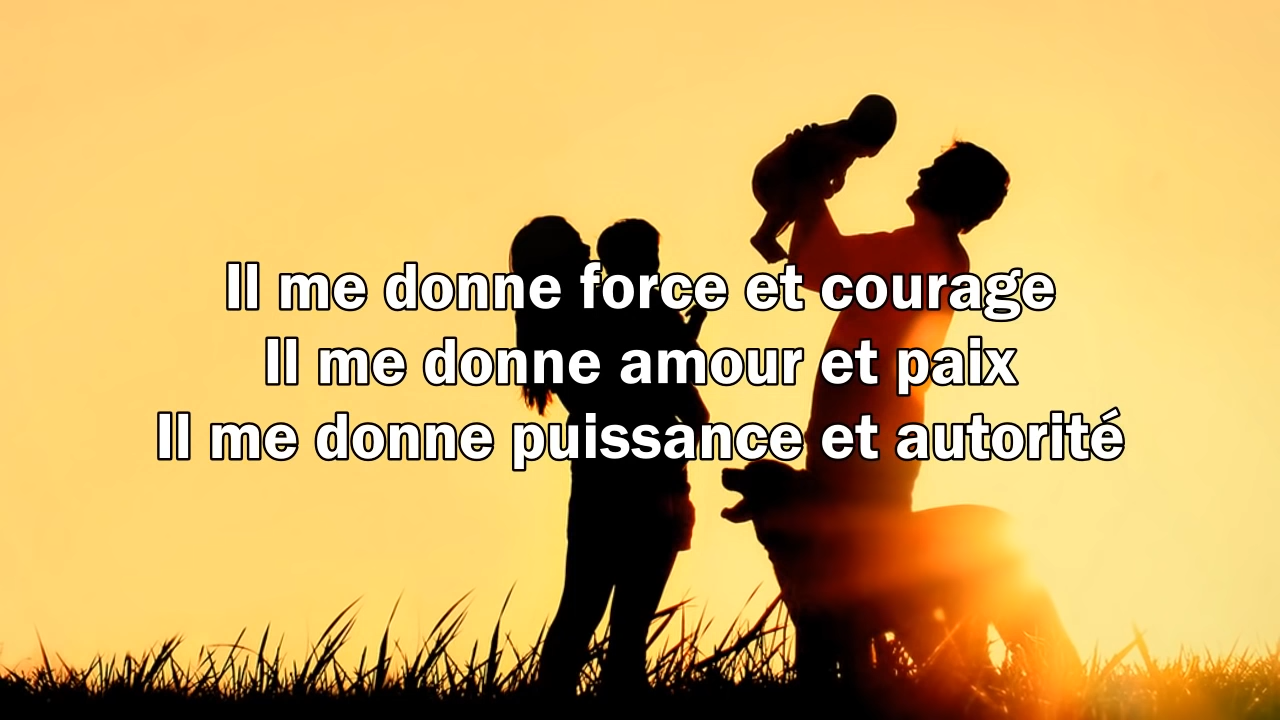 Il me donne force et courage
Il me donne amour et paix
Il me donne puissance et autorité